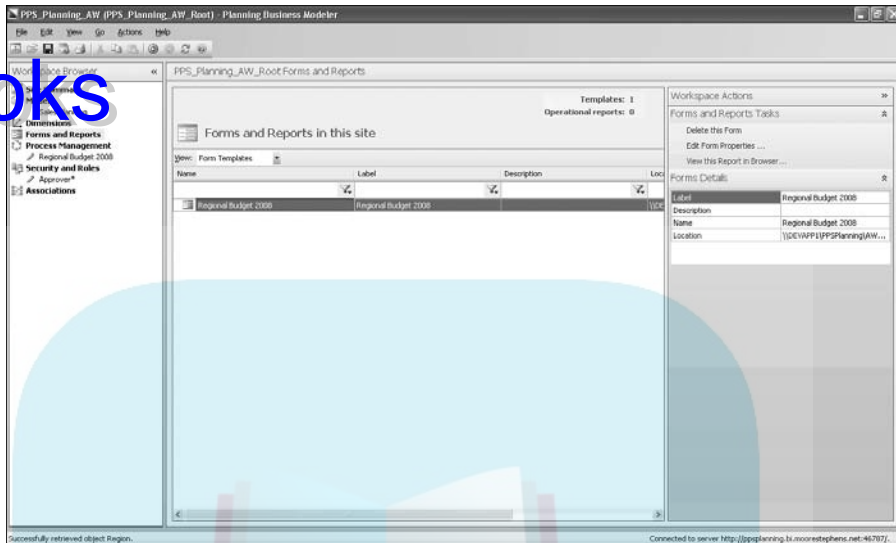 PPS_Planning_AW (PPS_Planning_AW_Root) - Planning Business Modeler
File Edit View Go Actions Help
Workspace Browser «
oks
Dimensions
Forms and Reports
Process Management
Regional Budget 2008
Security and Roles
Approver*
Associations
PPS_Planning_AW_Root Forms and Reports
Templates: 1
Operational reports: 0
Forms and Reports in this site
View: Form Templates
Name Label Description Loc
Regional Budget 2008 Regional Budget 2008 \\DE
Workspace Actions »
Forms and Reports Tasks
Delete this Form
Edit Form Properties ...
View this Report in Browser...
Forms Details
Label Regional Budget 2008
Description
Name Regional Budget 2008
Location \\DEVAPP1\PPSPlanning\AW...
Successfully retrieved object Region.
Connected to server http://ppsplanning.bi.moorestephens.net:46787/.